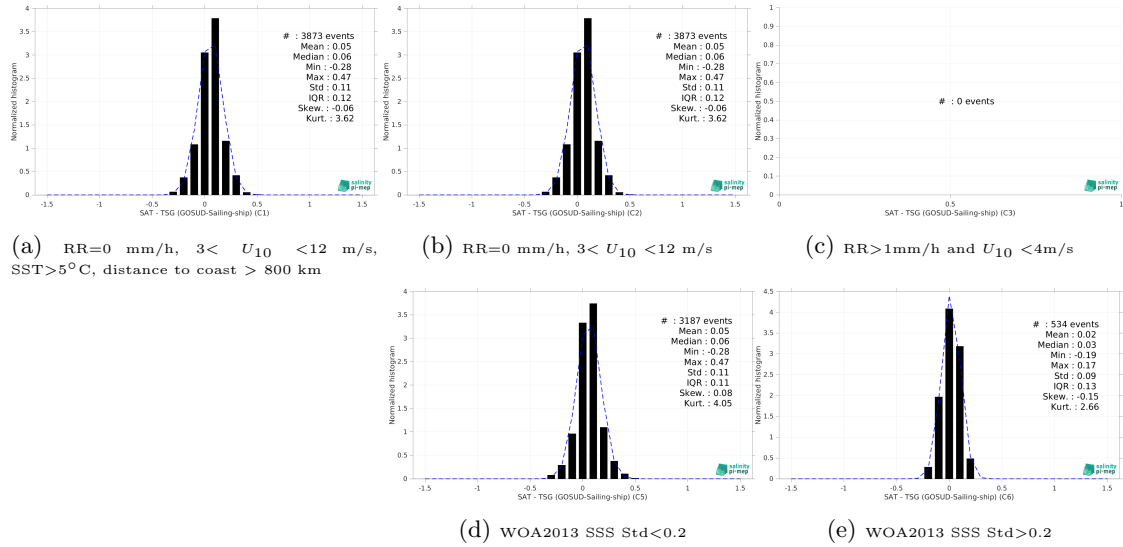 # : 3873 events
Mean : 0.05
Median : 0.06
Min : -0.28
Max : 0.47
Std : 0.11
IQR : 0.12
Skew. : -0.06
Kurt. : 3.62
Normalized histogram
4
3.5
3
2.5
2
1.5
1
0.5
0
-1.5 -1 -0.5 0 0.5 1 1.5
SAT - TSG (GOSUD-Sailing-ship) (C1)
salinity
pi-mep
(a) RR=0 mm/h, 3< U10 <12 m/s,
SST>5°C, distance to coast > 800 km
# : 3873 events
Mean : 0.05
Median : 0.06
Min : -0.28
Max : 0.47
Std : 0.11
IQR : 0.12
Skew. : -0.06
Kurt. : 3.62
Normalized histogram
4
3.5
3
2.5
2
1.5
1
0.5
0
-1.5 -1 -0.5 0 0.5 1 1.5
SAT - TSG (GOSUD-Sailing-ship) (C2)
salinity
pi-mep
(b) RR=0 mm/h, 3< U10 <12 m/s
# : 0 events
Normalized histogram
1
0.9
0.8
0.7
0.6
0.5
0.4
0.3
0.2
0.1
0
0 0.5 1
SAT - TSG (GOSUD-Sailing-ship) (C3)
salinity
pi-mep
(c) RR>1mm/h and U10 <4m/s
# : 3187 events
Mean : 0.05
Median : 0.06
Min : -0.28
Max : 0.47
Std : 0.11
IQR : 0.11
Skew. : 0.08
Kurt. : 4.05
Normalized histogram
4
3.5
3
2.5
2
1.5
1
0.5
0
-1.5 -1 -0.5 0 0.5 1 1.5
SAT - TSG (GOSUD-Sailing-ship) (C5)
salinity
pi-mep
(d) WOA2013 SSS Std<0.2
# : 534 events
Mean : 0.02
Median : 0.03
Min : -0.19
Max : 0.17
Std : 0.09
IQR : 0.13
Skew. : -0.15
Kurt. : 2.66
Normalized histogram
4.5
4
3.5
3
2.5
2
1.5
1
0.5
0
-1.5 -1 -0.5 0 0.5 1 1.5
SAT - TSG (GOSUD-Sailing-ship) (C6)
salinity
pi-mep
(e) WOA2013 SSS Std>0.2